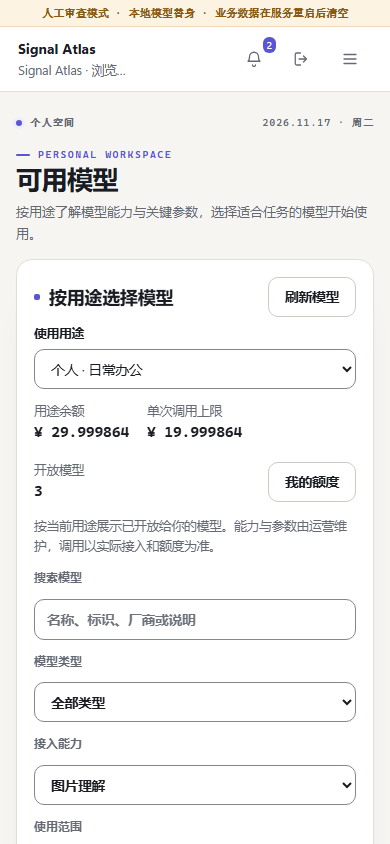 人工审查模式 · 本地模型替身 · 业务数据在服务重启后清空
Signal Atlas
Signal Atlas · 浏览...
2
个人空间
2026.11.17 · 周二
PERSONAL WORKSPACE
可用模型
按用途了解模型能力与关键参数，选择适合任务的模型开始使
用。
按用途选择模型
刷新模型
使用用途
个人 · 日常办公
用途余额
单次调用上限
¥ 29.999864
¥ 19.999864
开放模型
3
我的额度
按当前用途展示已开放给你的模型。能力与参数由运营维
护，调用以实际接入和额度为准。
搜索模型
名称、标识、厂商或说明
模型类型
全部类型
接入能力
图片理解
使用范围